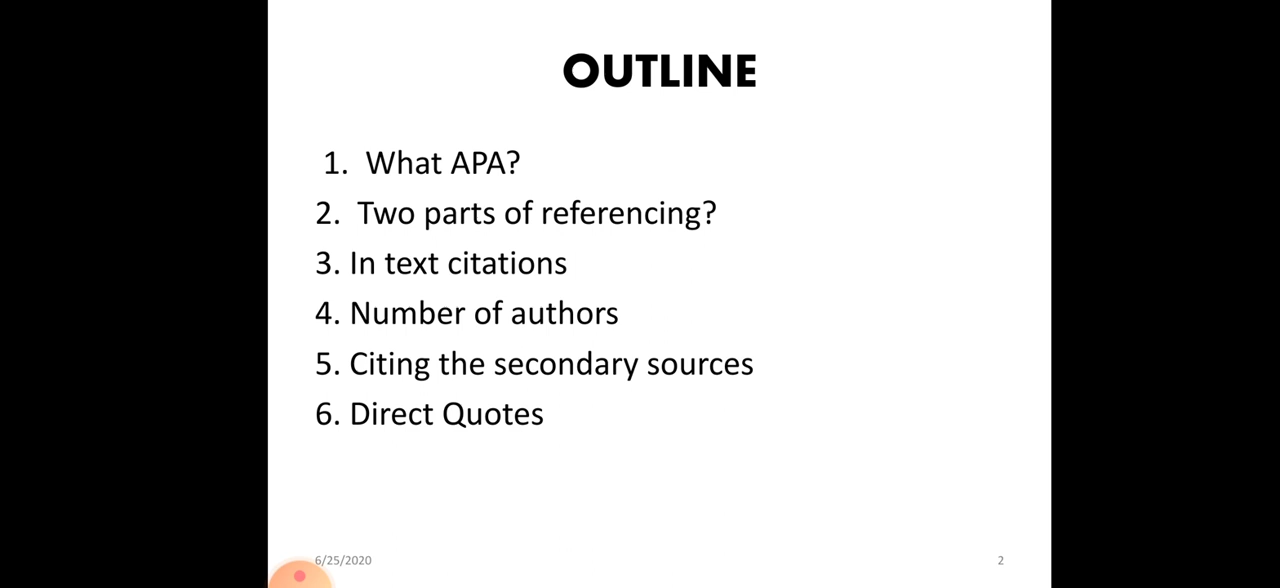 OUTLINE
1. What APA?
2. Two parts of referencing?
3. In text citations
4. Number of authors
5. Citing the secondary sources
6. Direct Quotes
6/25/2020
2